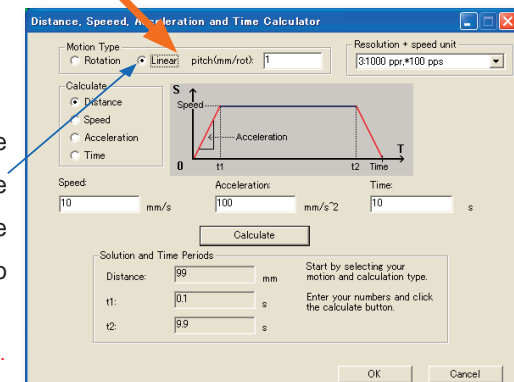 Distance, Speeed, Acceleration and Time Calculator
Motion Type
Rotation Linear pitch(mm/rot): 1
Resolution + speed unit
3:1000 ppr,*100 pps
Calculate
Distance
Speed
Acceleration
Time
S
Speed
Acceleration
T
0 t1 t2 Time
Speed: Acceleration: Time:
10 mm/s 100 mm/s^2 10 s
Calculate
Solution and Time Periods
Distance: 99 mm
t1: 0.1 s
t2: 9.9 s
Start by selecting your
motion and calculation type.
Enter your numbers and click
the calculate button.
OK Cancel
e
e
e
o
.